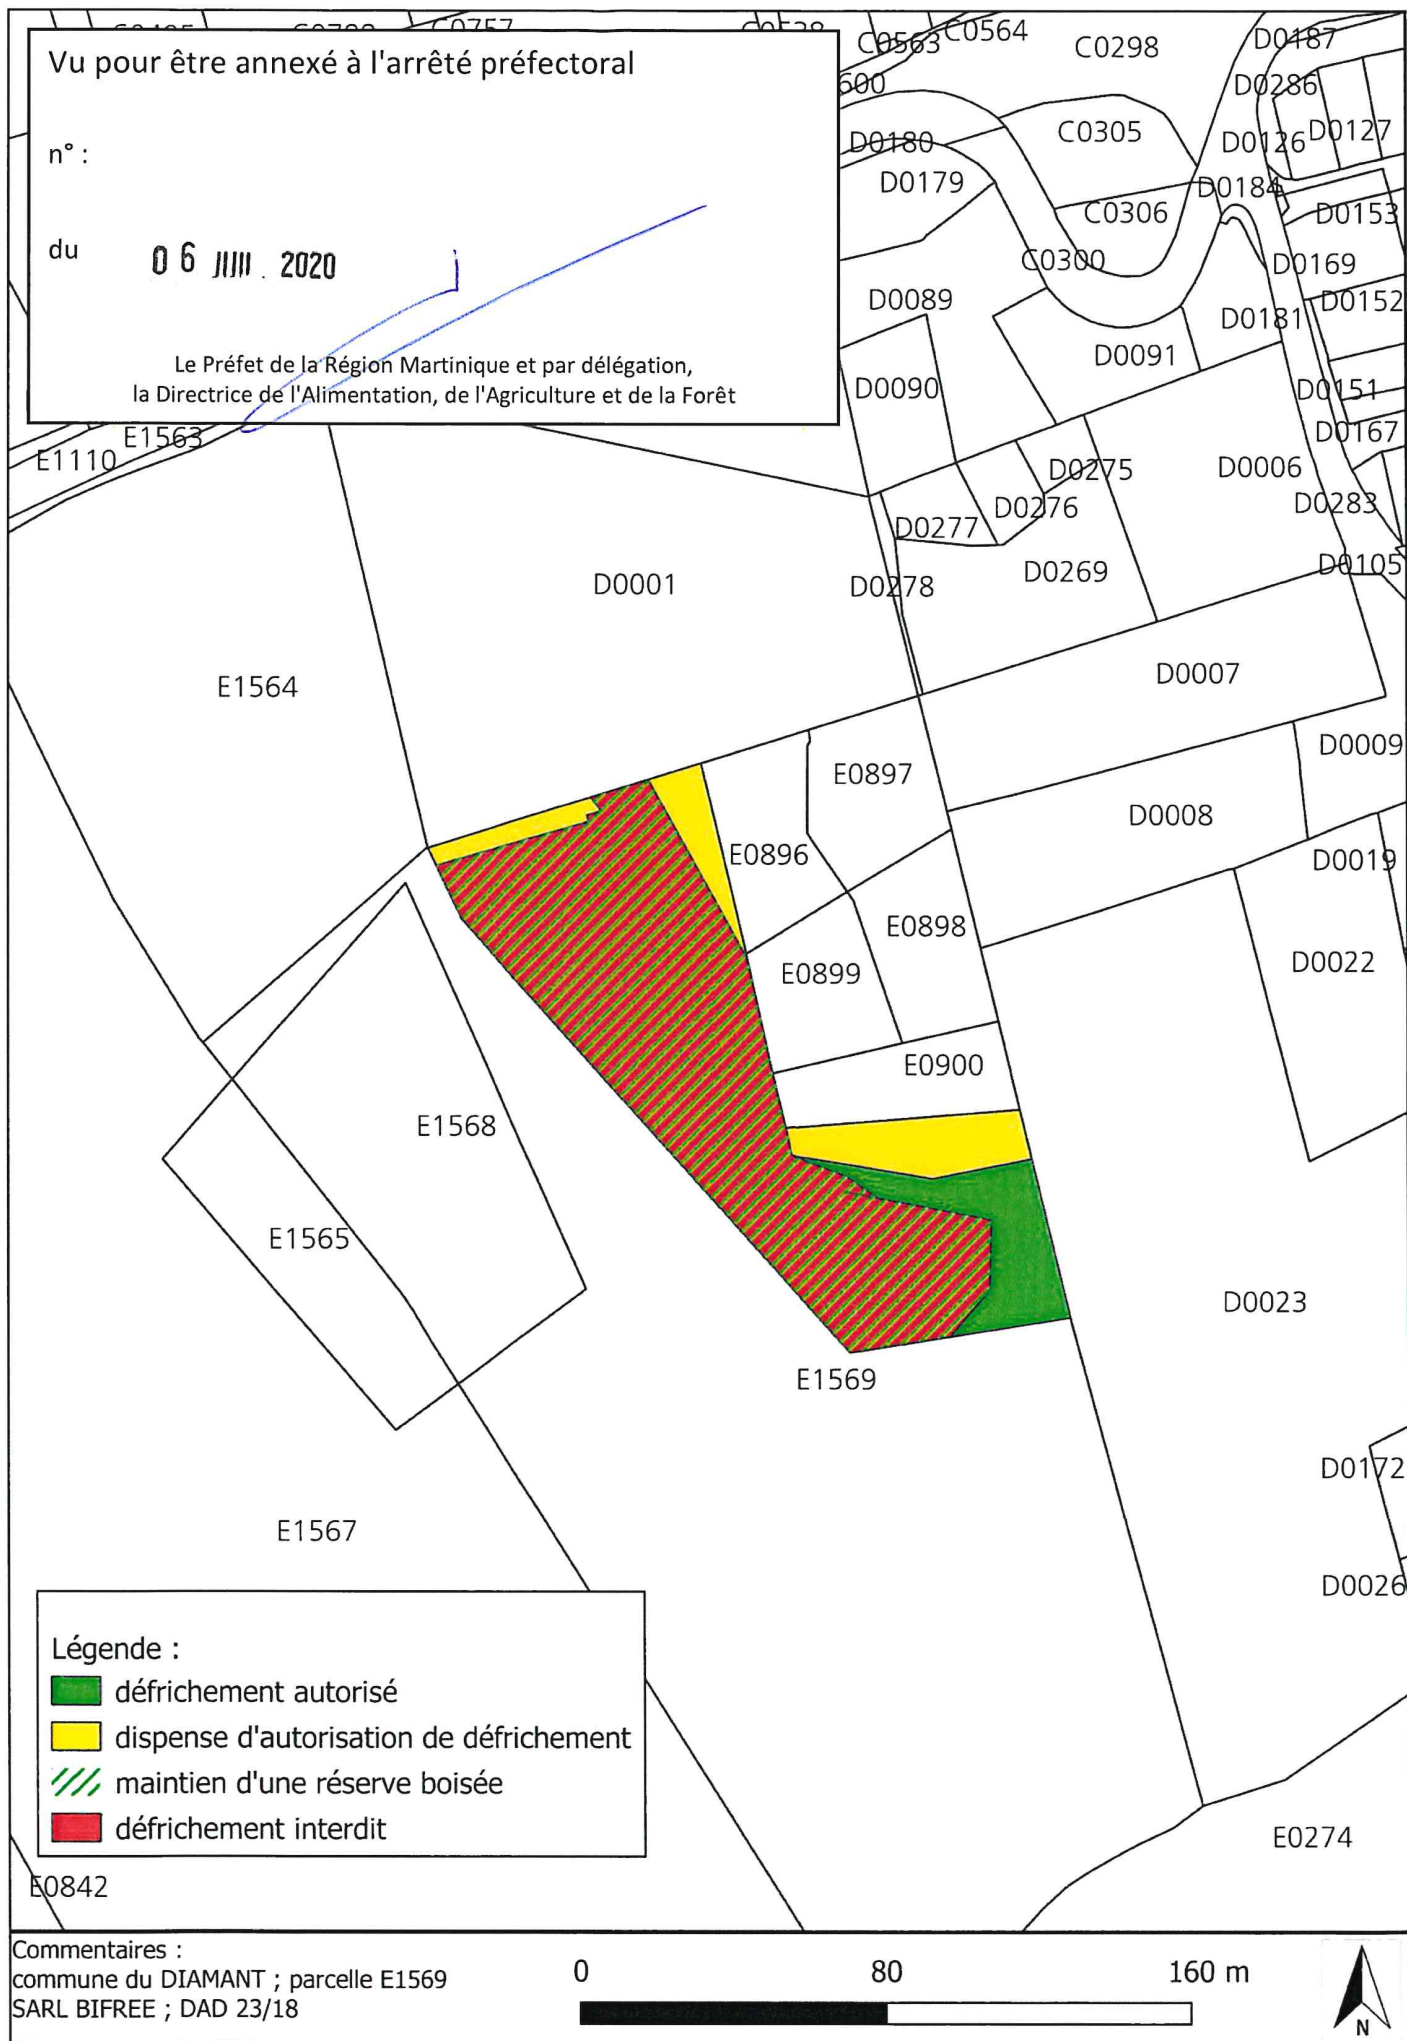 C0757
C0563
C0564
C0298
D0187
Vu pour être annexé à l'arrêté préfectoral
600
D0286
n° :
D0180
C0305
D0126
D0127
D0179
D0184
C0306
D0153
du
0 6
2020
C0300
D0169
D0089
D0152
D0181
Le Préfet de la Région Martinique et par délégation,
la Directrice de l'Alimentation, de l'Agriculture et de la Forêt
D0091
D0090
D0151
E1563
D0167
E1110
D0275
D0006
D0276
D0283
D0277
D0001
D0278
D0269
D0105
E1564
D0007
D0009
E0897
D0008
E0896
D0019
E0898
E0899
D0022
E0900
E1568
E1565
D0023
E1569
D0172
E1567
D0026
Légende :
défrichement autorisé
dispense d'autorisation de défrichement
maintien d'une réserve boisée
défrichement interdit
E0274
E0842
Commentaires :
commune du DIAMANT ; parcelle E1569
SARL BIFREE ; DAD 23/18
0 80 160 m
N